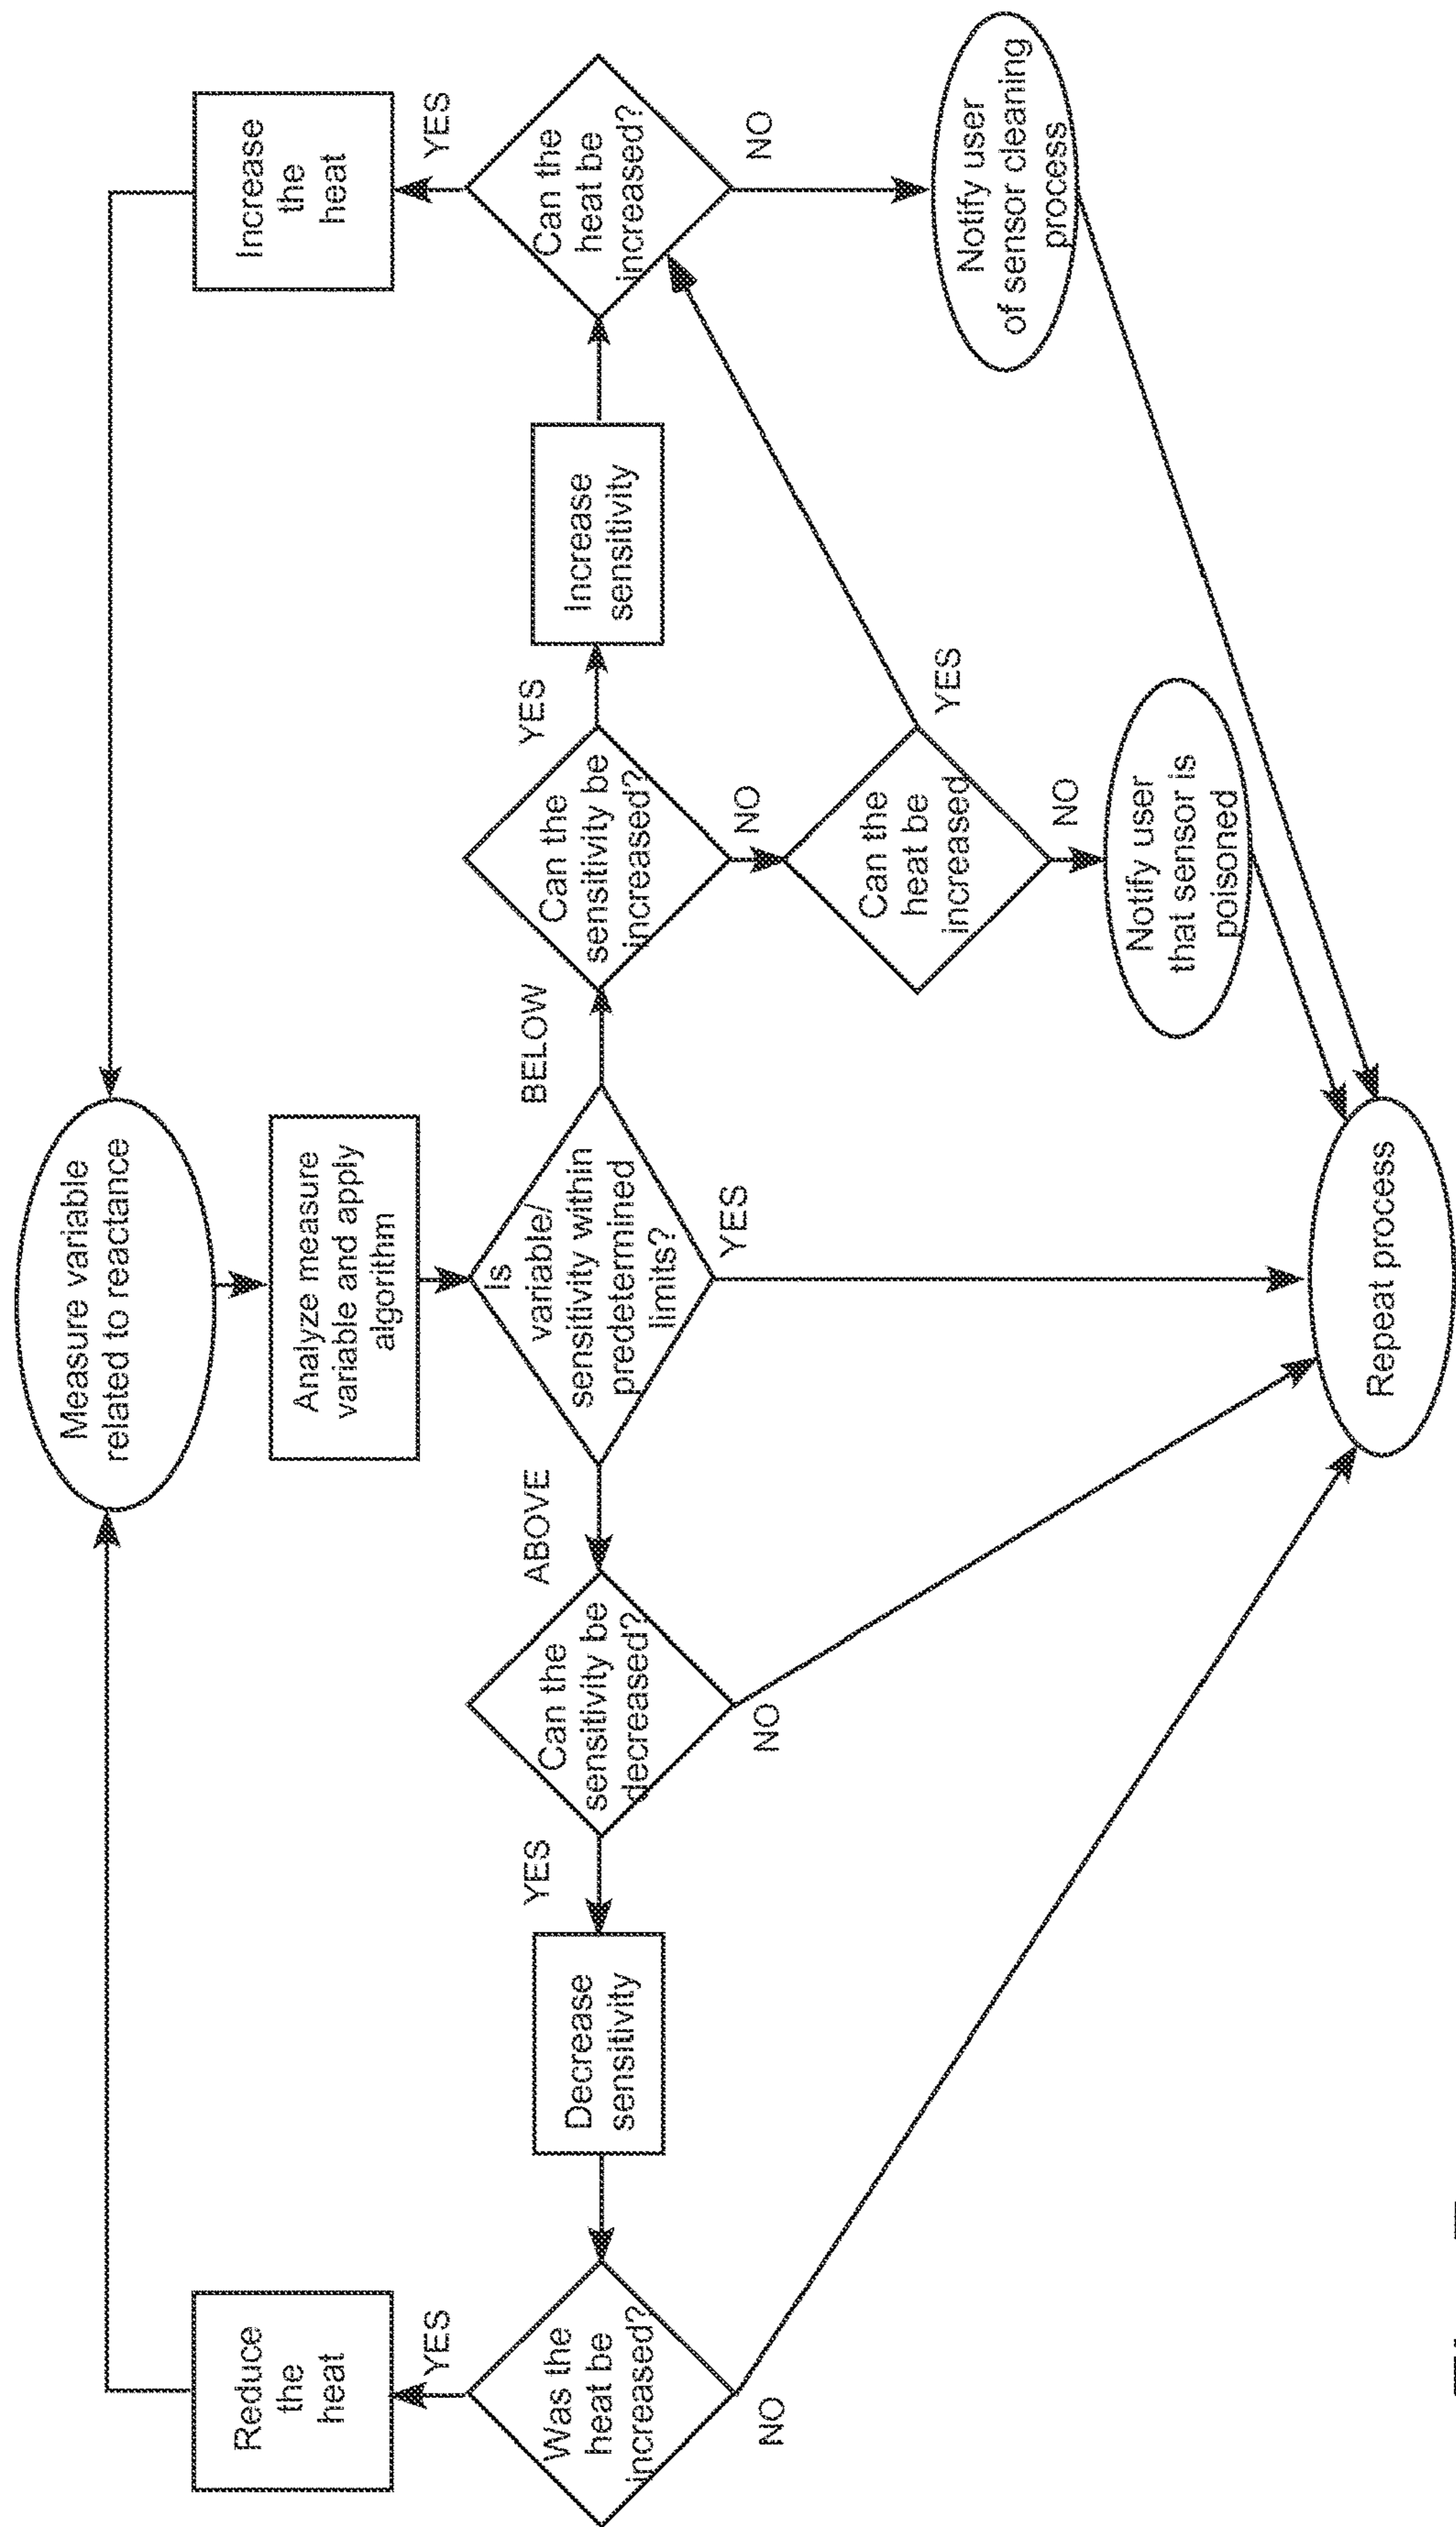 Measure variable
related to reactance
Analyze measure
variable and apply
algorithm
Is
variable/
sensitivity within
predetermined
limits?
ABOVE
BELOW
YES
Can the
sensitivity be
decreased?
YES
NO
Decrease
sensitivity
Was the
heat be
increased?
YES
NO
Reduce
the
heat
Can the
sensitivity be
increased?
YES
NO
Increase
sensitivity
Can the
heat be
increased?
YES
NO
Increase
the
heat
Can the
heat be
increased
YES
NO
Notify user
that sensor is
poisoned
Notify user
of sensor cleaning
process
Repeat process